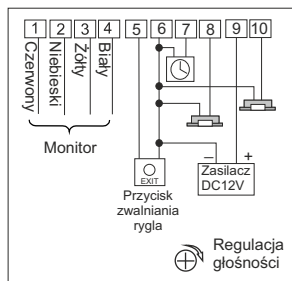 1 2 3 4 5 6 7 8 9 10
Czerwony
Niebieski
Żółty
Biały
Monitor
EXIT
Przycisk
zwalniania
rygla
– +
Zasilacz
DC12V
Regulacja
głośności